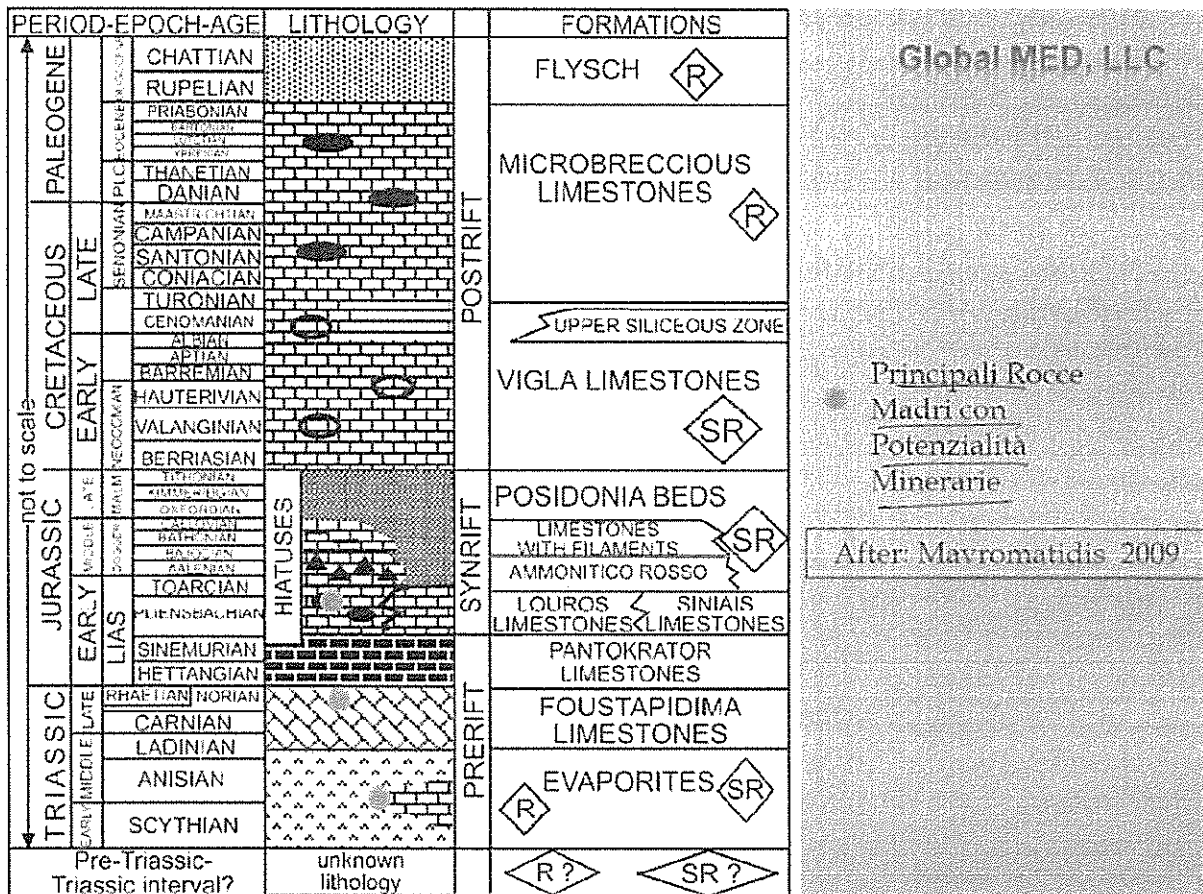 PERIOD-EPOCH-AGE LITHOLOGY FORMATIONS
not to scale
PALEOGENE
CHATTIAN
RUPELIAN
PRIABONIAN
THANETIAN
DANIAN
CRETACEOUS
LATE
SENONIAN
MAASTRICHTIAN
CAMPANIAN
SANTONIAN
CONIACIAN
TURONIAN
CENOMANIAN
EARLY
ALBIAN
APTIAN
BARREMIAN
NEOCOMIAN
HAUTERIVIAN
VALANGINIAN
BERRIASIAN
JURASSIC
LATE
MALM
TITHONIAN
KIMMERIDGIAN
OXFORDIAN
MIDDLE
DOGGER
CALLOVIAN
BATHONIAN
BAJOCIAN
AALENIAN
EARLY
LIAS
TOARCIAN
PLIENSBACHIAN
SINEMURIAN
HETTANGIAN
TRIASSIC
LATE
RHAETIAN NORIAN
CARNIAN
MIDDLE
LADINIAN
ANISIAN
EARLY
SCYTHIAN
Pre-Triassic-
Triassic interval?
HIATUSES
unknown
lithology
POSTRIFT
SYNRIFT
PRERIFT
FLYSCH R
MICROBRECCIOUS
LIMESTONES
R
UPPER SILICEOUS ZONE
VIGLA LIMESTONES
SR
POSIDONIA BEDS
LIMESTONES
WITH FILAMENTS
SR
AMMONITICO ROSSO
LOUROS SINIAIS
LIMESTONES LIMESTONES
PANTOKRATOR
LIMESTONES
FOUSTAPIDIMA
LIMESTONES
EVAPORITES SR
R
R ? SR ?
Global MED, LLC
Principali Rocce
Madri con
Potenzialità
Minerarie
After: Mavromatidis 2009